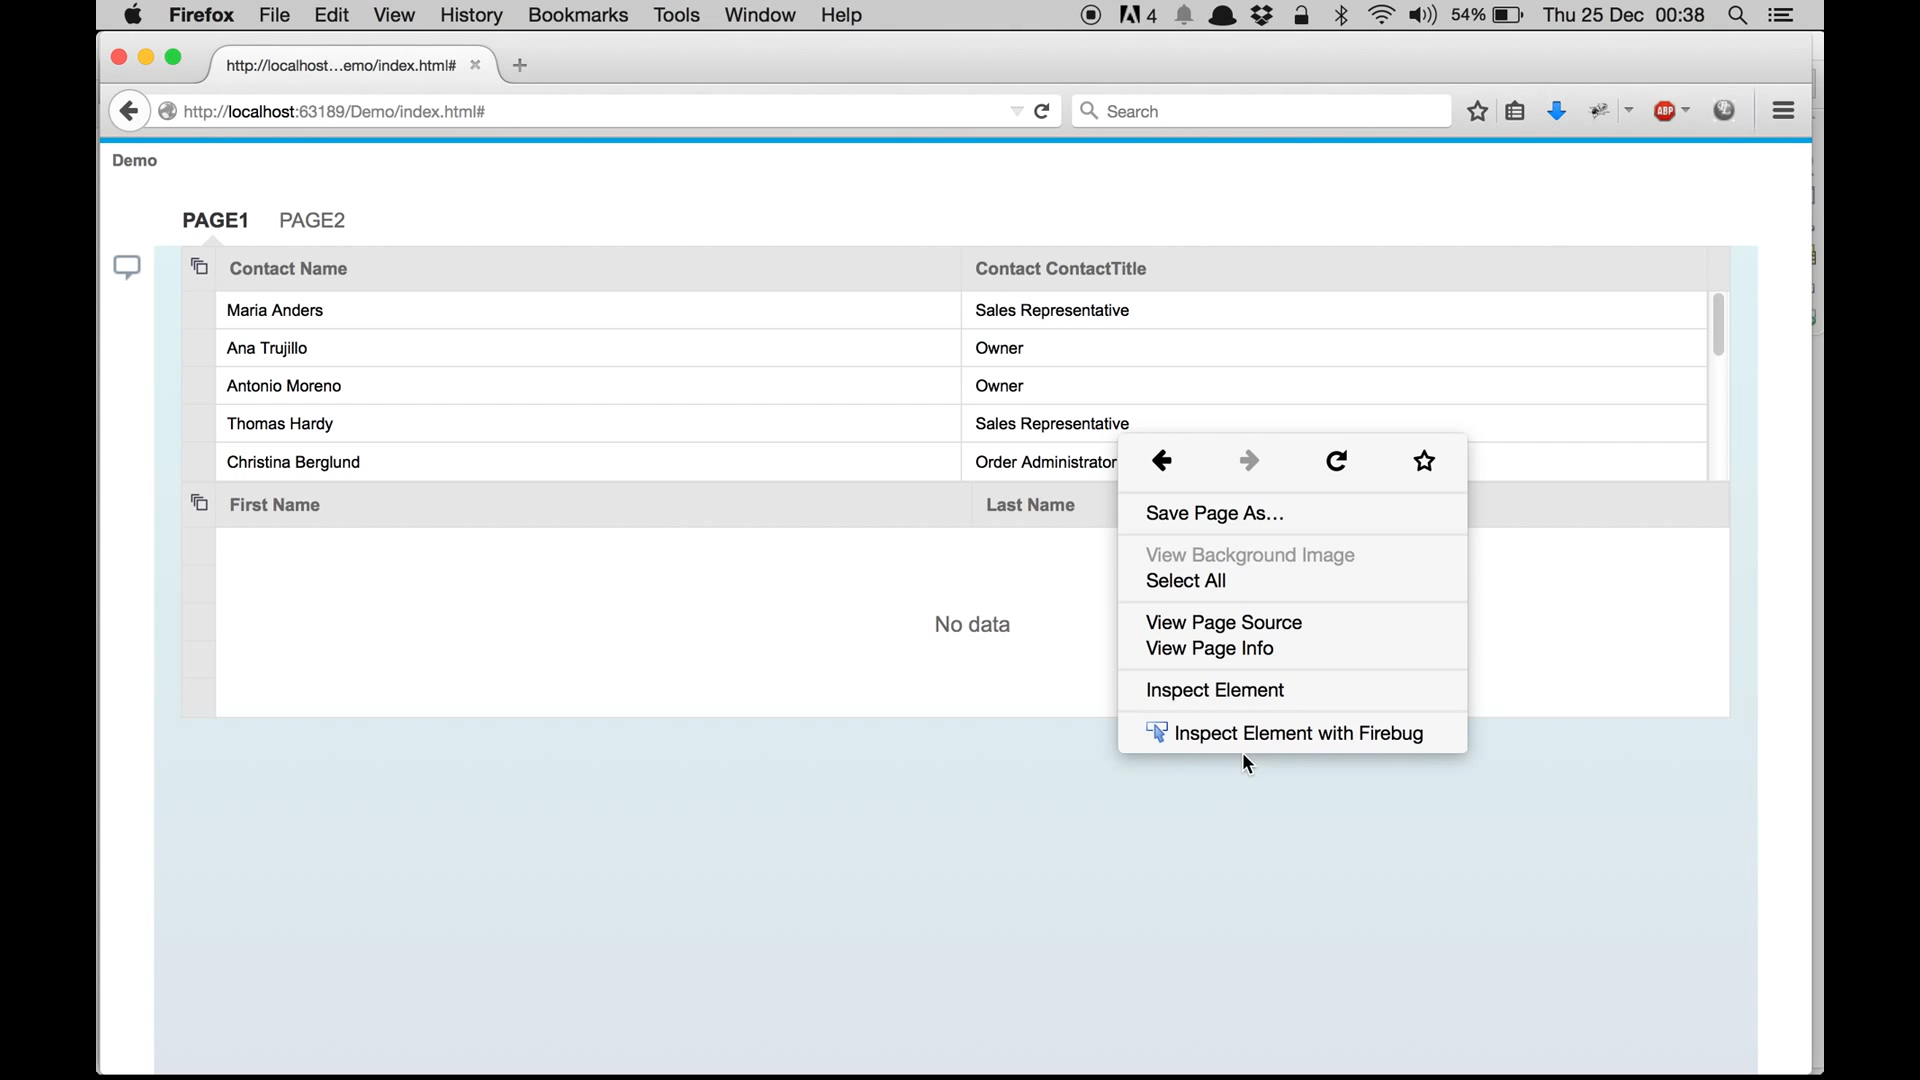 Firefox File Edit View History Bookmarks Tools Window Help 4 54% Thu 25 Dec 00:38
http://localhost...emo/index.html#
http://localhost:63189/Demo/index.html# Search ABP
Demo
PAGE1 PAGE2
Contact Name Contact ContactTitle
Maria Anders Sales Representative
Ana Trujillo Owner
Antonio Moreno Owner
Thomas Hardy Sales Representative
Christina Berglund Order Administrator
First Name Last Name
No data
Save Page As...
View Background Image
Select All
View Page Source
View Page Info
Inspect Element
Inspect Element with Firebug